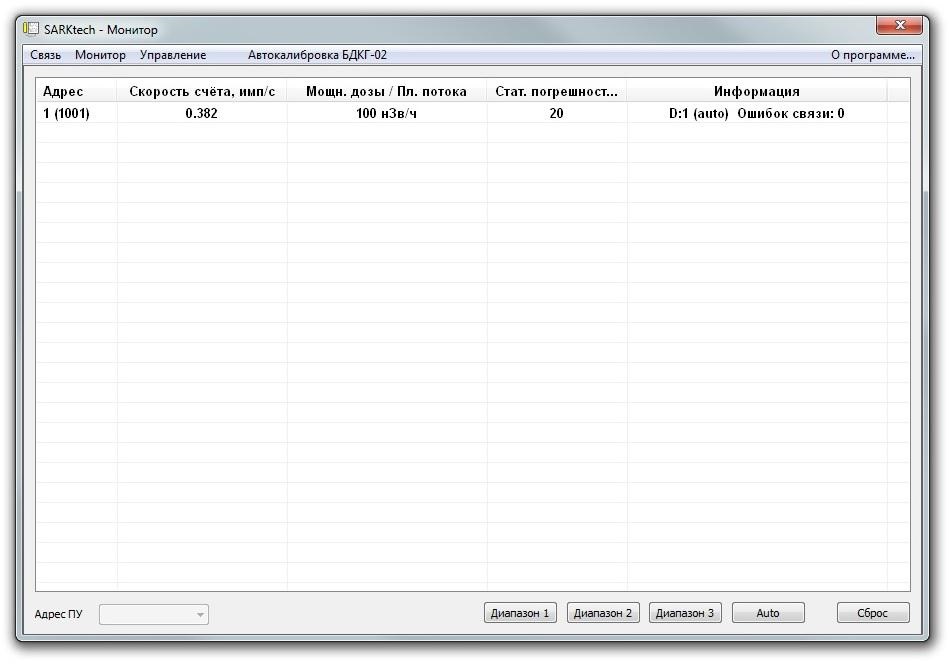 SARKtech - Монитор
Связь Монитор Управление Автокалибровка БДКГ-02 О программе...
Адрес Скорость счёта, имп/с Мощн. дозы / Пл. потока Стат. погрешност... Информация
1 (1001) 0.382 100 нЗв/ч 20 D:1 (auto) Ошибок связи: 0
Адрес ПУ Диапазон 1 Диапазон 2 Диапазон 3 Auto Сброс